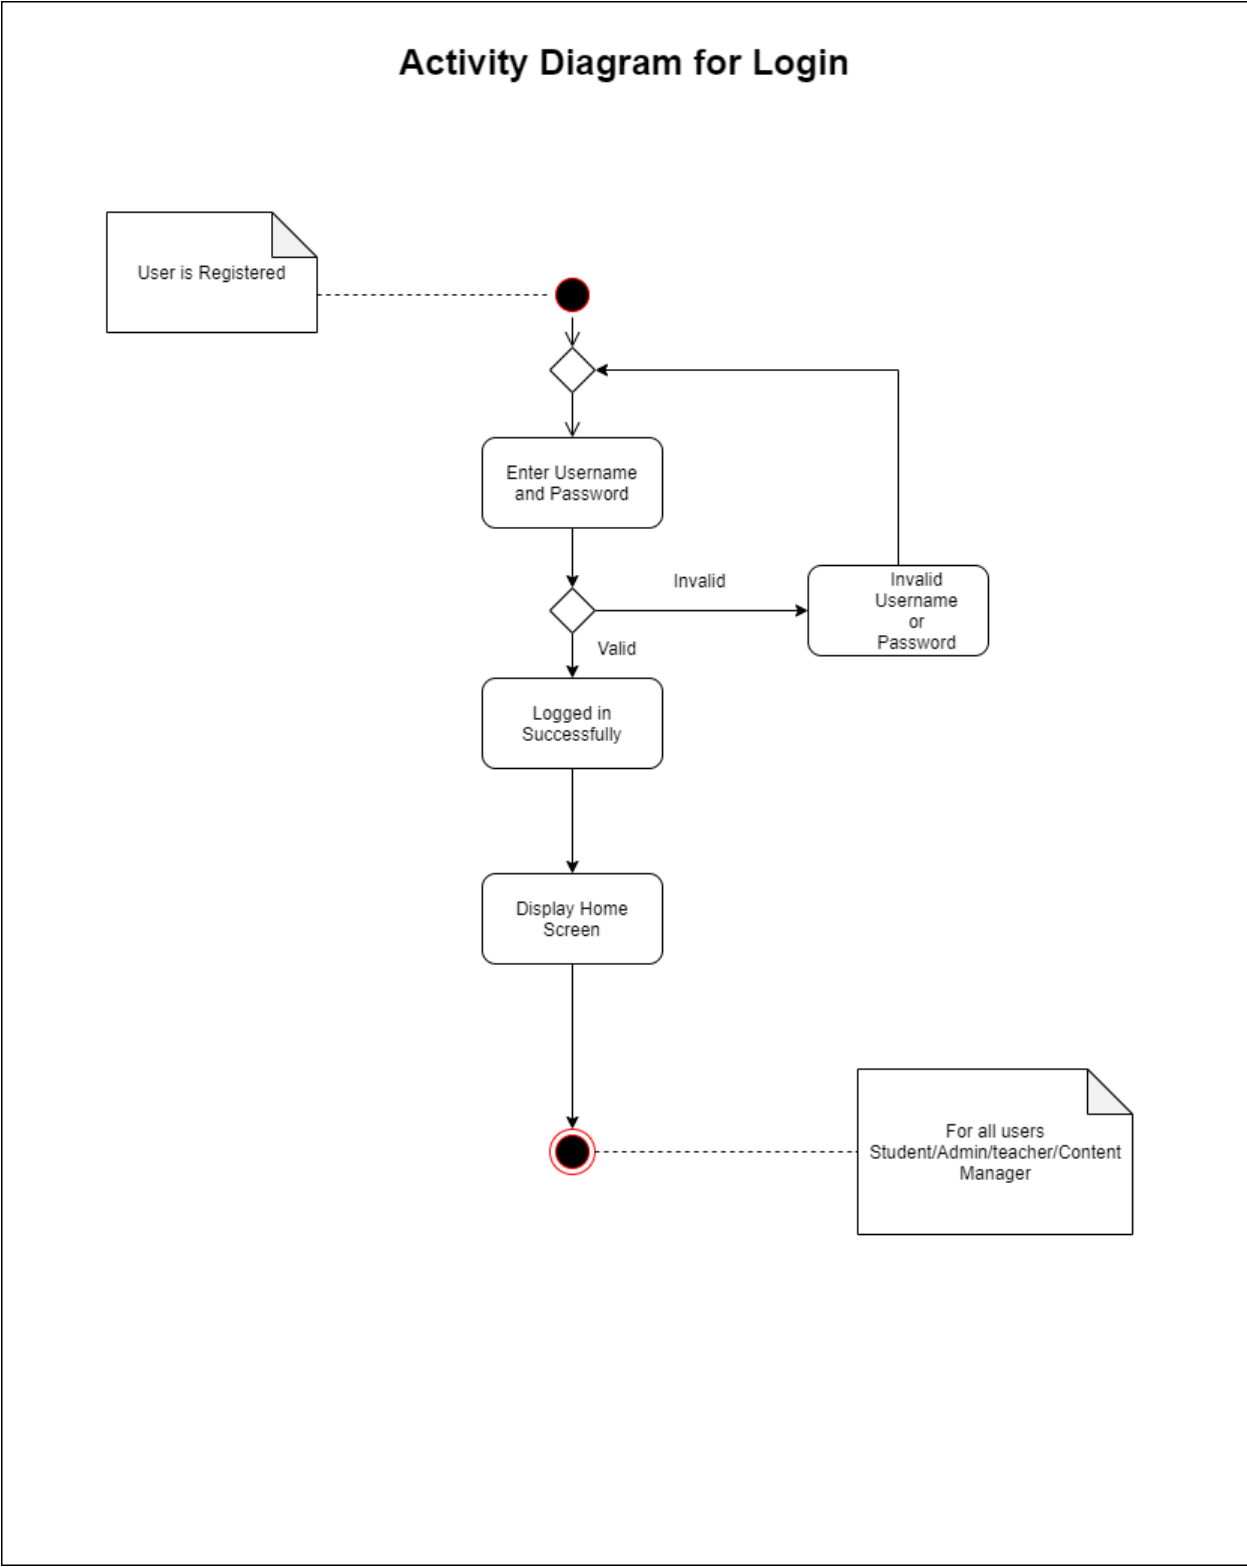 Activity Diagram for Login
User is Registered
Enter Username
and Password
Invalid
Invalid
Username
or
Password
Valid
Logged in
Successfully
Display Home
Screen
For all users
Student/Admin/teacher/Content
Manager